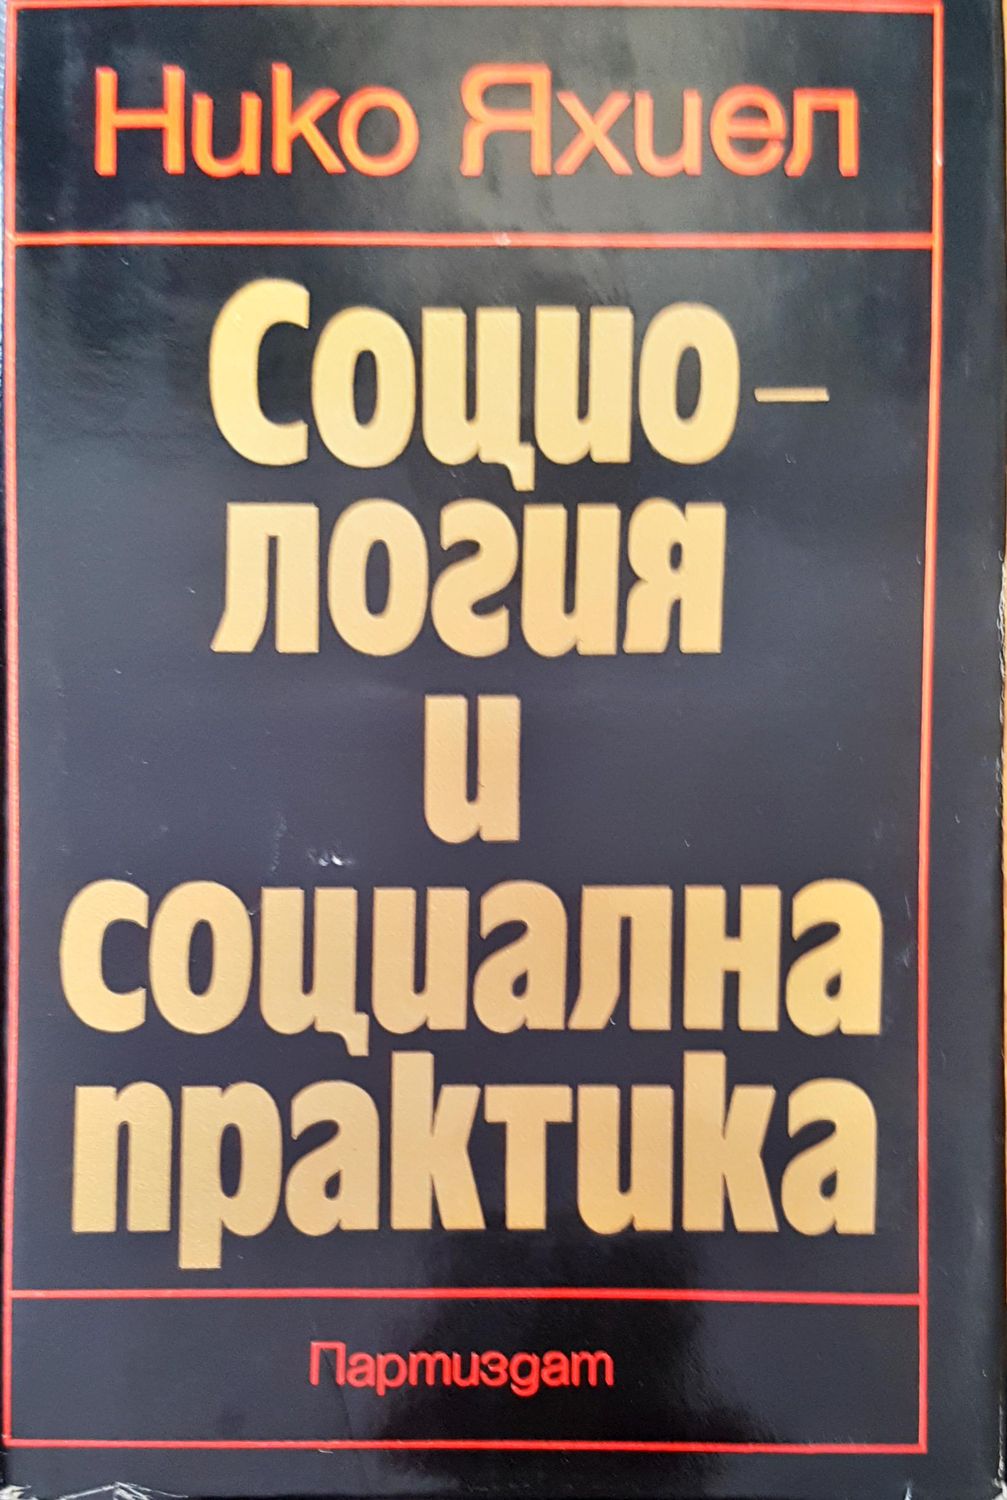 Нико Яхиел
Социо-
логия
и
социална
практика
Партиздат